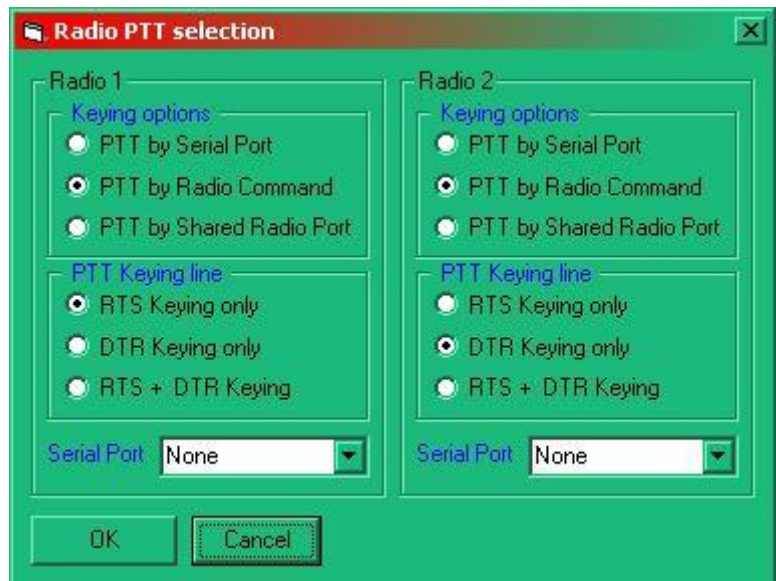 Radio PTT selection
Radio 1
Keying options
PTT by Serial Port
PTT by Radio Command
PTT by Shared Radio Port
PTT Keying line
RTS Keying only
DTR Keying only
RTS + DTR Keying
Serial Port None
Radio 2
Keying options
PTT by Serial Port
PTT by Radio Command
PTT by Shared Radio Port
PTT Keying line
RTS Keying only
DTR Keying only
RTS + DTR Keying
Serial Port None
OK Cancel